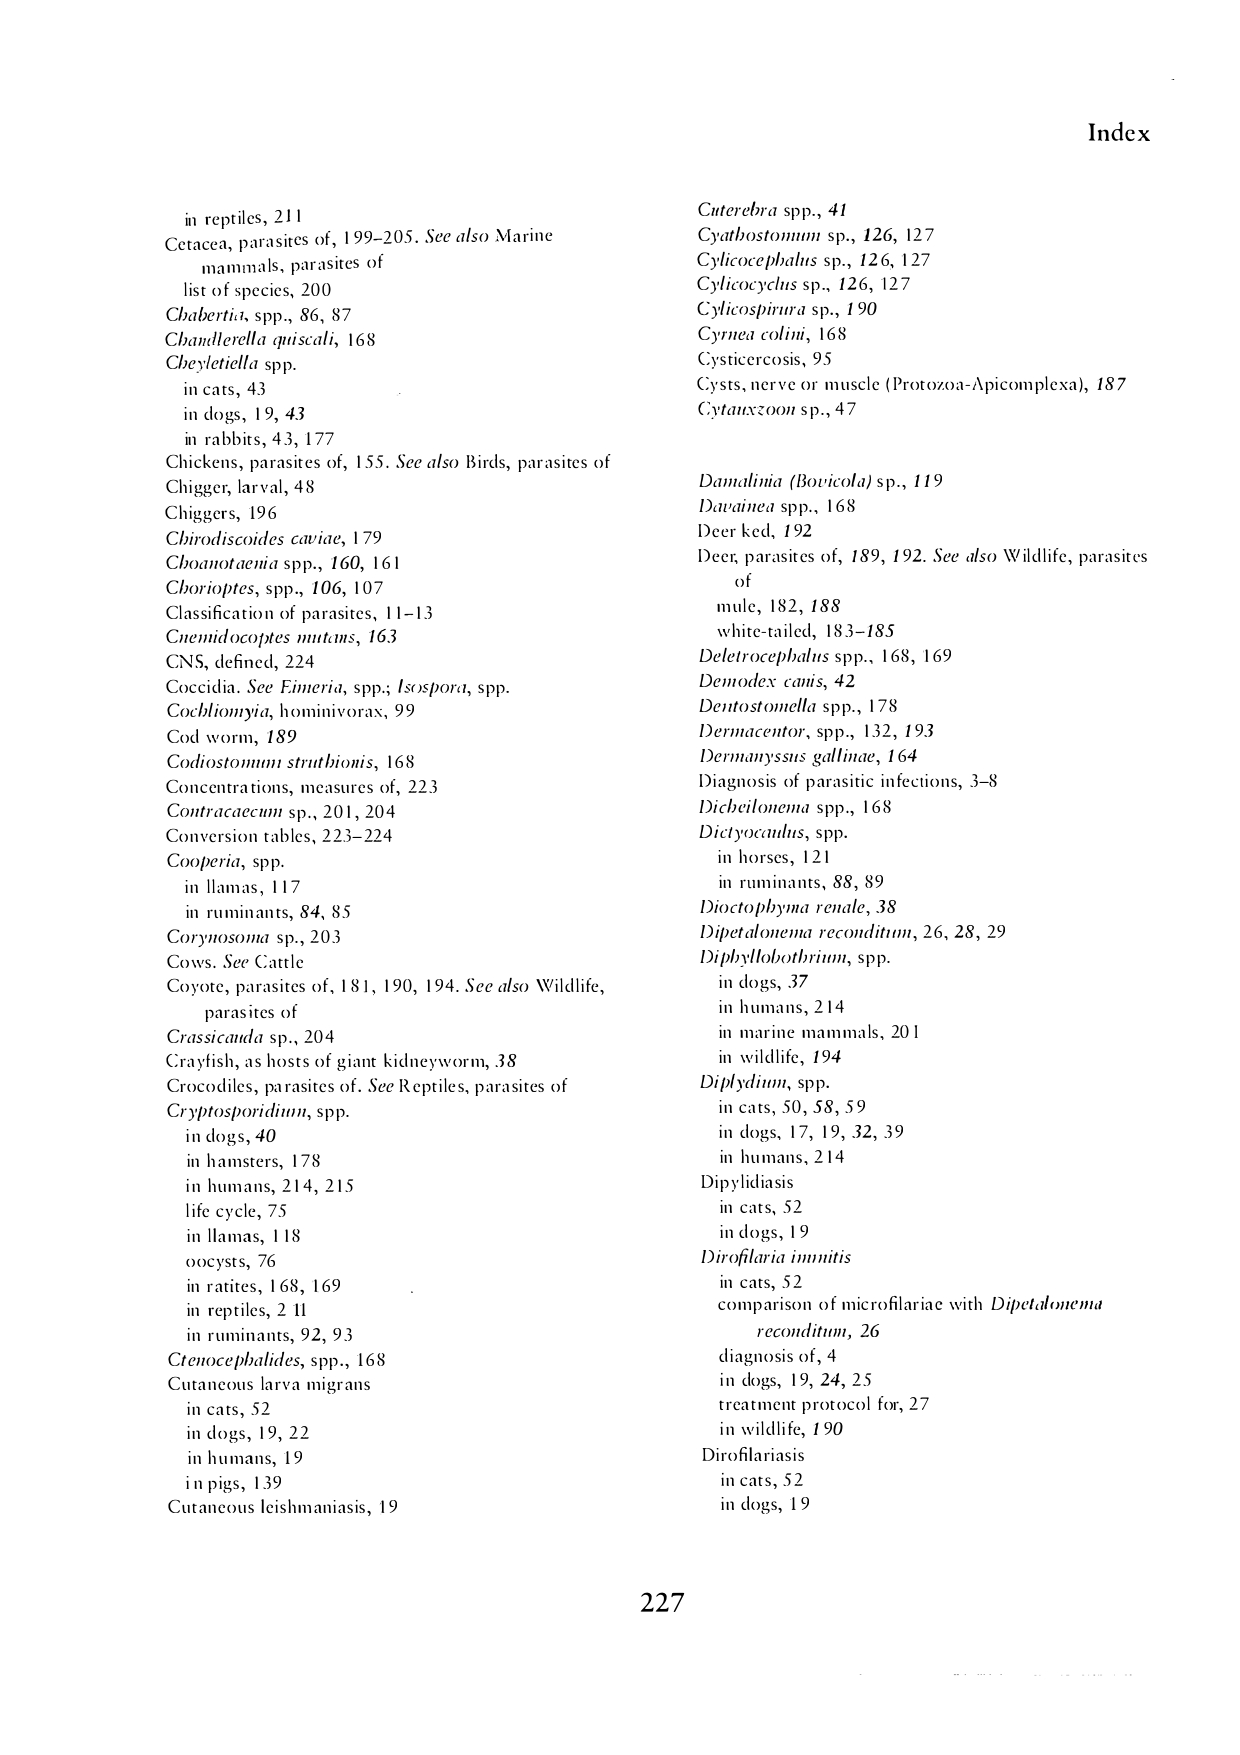 Index
in reptiles, 211
Cetacea, parasites of, 199–205. See also Marine
mammals, parasites of
list of species, 200
Chabertia, spp., 86, 87
Chandlerella quiscali, 168
Cheyletiella spp.
in cats, 43
in dogs, 19, 43
in rabbits, 43, 177
Chickens, parasites of, 155. See also Birds, parasites of
Chigger, larval, 48
Chiggers, 196
Chirodiscoides caviae, 179
Choanotaenia spp., 160, 161
Chorioptes, spp., 106, 107
Classification of parasites, 11–13
Cnemidocoptes mutans, 163
CNS, defined, 224
Coccidia. See Eimeria, spp.; Isospora, spp.
Cochliomyia, hominivorax, 99
Cod worm, 189
Codiostomum struthionis, 168
Concentrations, measures of, 223
Contracaecum sp., 201, 204
Conversion tables, 223–224
Cooperia, spp.
in llamas, 117
in ruminants, 84, 85
Corynosoma sp., 203
Cows. See Cattle
Coyote, parasites of, 181, 190, 194. See also Wildlife,
parasites of
Crassicauda sp., 204
Crayfish, as hosts of giant kidneyworm, 38
Crocodiles, parasites of. See Reptiles, parasites of
Cryptosporidium, spp.
in dogs, 40
in hamsters, 178
in humans, 214, 215
life cycle, 75
in llamas, 118
oocysts, 76
in ratites, 168, 169
in reptiles, 211
in ruminants, 92, 93
Ctenocephalides, spp., 168
Cutaneous larva migrans
in cats, 52
in dogs, 19, 22
in humans, 19
in pigs, 139
Cutaneous leishmaniasis, 19
Cuterebra spp., 41
Cyathostomum sp., 126, 127
Cylicocephalus sp., 126, 127
Cylicocyclus sp., 126, 127
Cylicospirura sp., 190
Cyrnea colini, 168
Cysticercosis, 95
Cysts, nerve or muscle (Protozoa-Apicomplexa), 187
Cytauxzoon sp., 47
Damalinia (Bovicola) sp., 119
Davainea spp., 168
Deer ked, 192
Deer, parasites of, 189, 192. See also Wildlife, parasites
of
mule, 182, 188
white-tailed, 183–185
Deletrocephalus spp., 168, 169
Demodex canis, 42
Dentostomella spp., 178
Dermacentor, spp., 132, 193
Dermanyssus gallinae, 164
Diagnosis of parasitic infections, 3–8
Dicheilonema spp., 168
Dictyocaulus, spp.
in horses, 121
in ruminants, 88, 89
Dioctophyma renale, 38
Dipetalonema reconditum, 26, 28, 29
Diphyllobothrium, spp.
in dogs, 37
in humans, 214
in marine mammals, 201
in wildlife, 194
Diplydium, spp.
in cats, 50, 58, 59
in dogs, 17, 19, 32, 39
in humans, 214
Dipylidiasis
in cats, 52
in dogs, 19
Dirofilaria immitis
in cats, 52
comparison of microfilariae with Dipetalonema
reconditum, 26
diagnosis of, 4
in dogs, 19, 24, 25
treatment protocol for, 27
in wildlife, 190
Dirofilariasis
in cats, 52
in dogs, 19
227